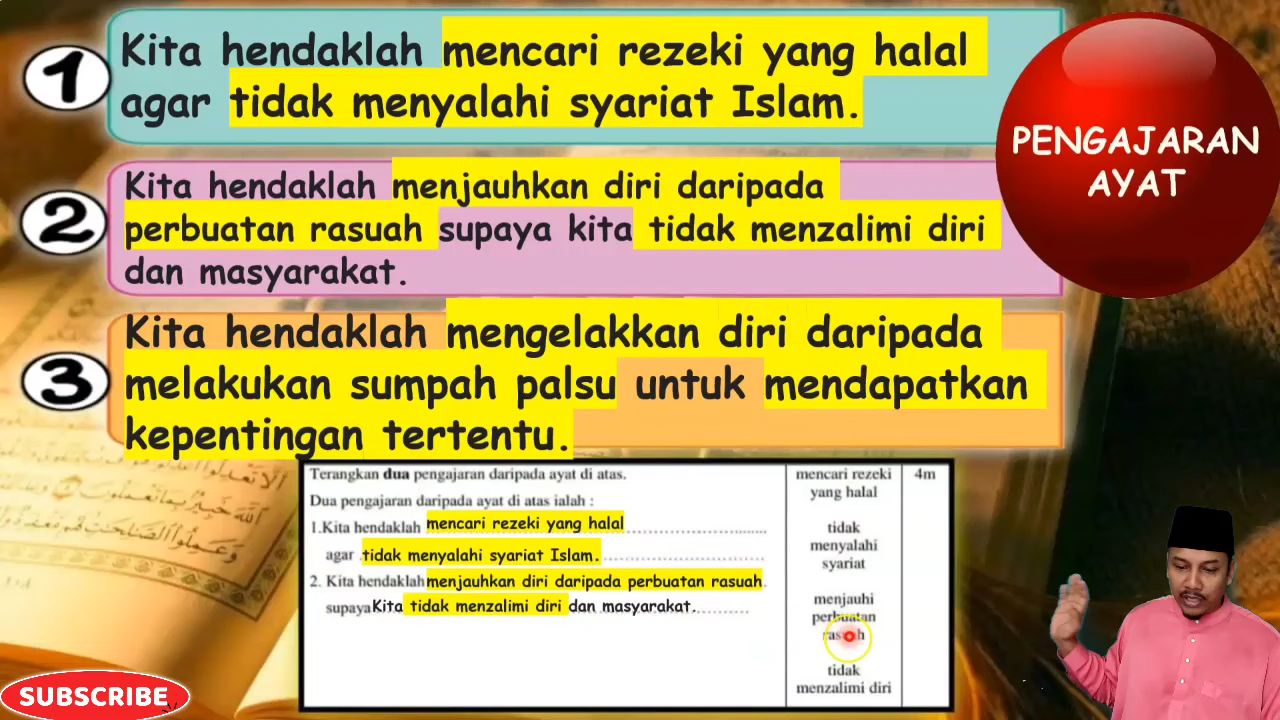 1
Kita hendaklah mencari rezeki yang halal
agar tidak menyalahi syariat Islam.
PENGAJARAN
AYAT
2
Kita hendaklah menjauhkan diri daripada
perbuatan rasuah supaya kita tidak menzalimi diri
dan masyarakat.
3
Kita hendaklah mengelakkan diri daripada
melakukan sumpah palsu untuk mendapatkan
kepentingan tertentu.
Terangkan dua pengajaran daripada ayat di atas.
Dua pengajaran daripada ayat di atas ialah :
1.Kita hendaklah mencari rezeki yang halal
agar tidak menyalahi syariat Islam.
2. Kita hendaklah menjauhkan diri daripada perbuatan rasuah
supaya Kita tidak menzalimi diri dan masyarakat.
mencari rezeki
yang halal
tidak
menyalahi
syariat
menjauhi
perbuatan
rasuah
tidak
menzalimi diri
4m
SUBSCRIBE